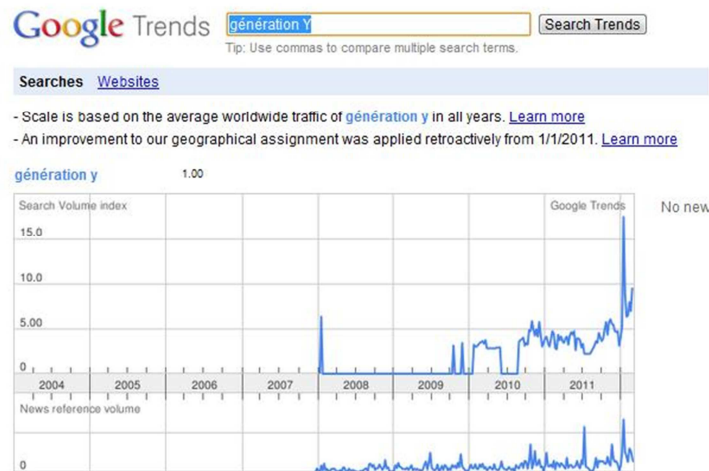 Google Trends
génération Y
Search Trends
Tip: Use commas to compare multiple search terms.
Searches Websites
- Scale is based on the average worldwide traffic of génération y in all years. Learn more
- An improvement to our geographical assignment was applied retroactively from 1/1/2011. Learn more
génération y 1.00
Search Volume index Google Trends
No new
15.0
10.0
5.00
0
2004 2005 2006 2007 2008 2009 2010 2011
News reference volume
0